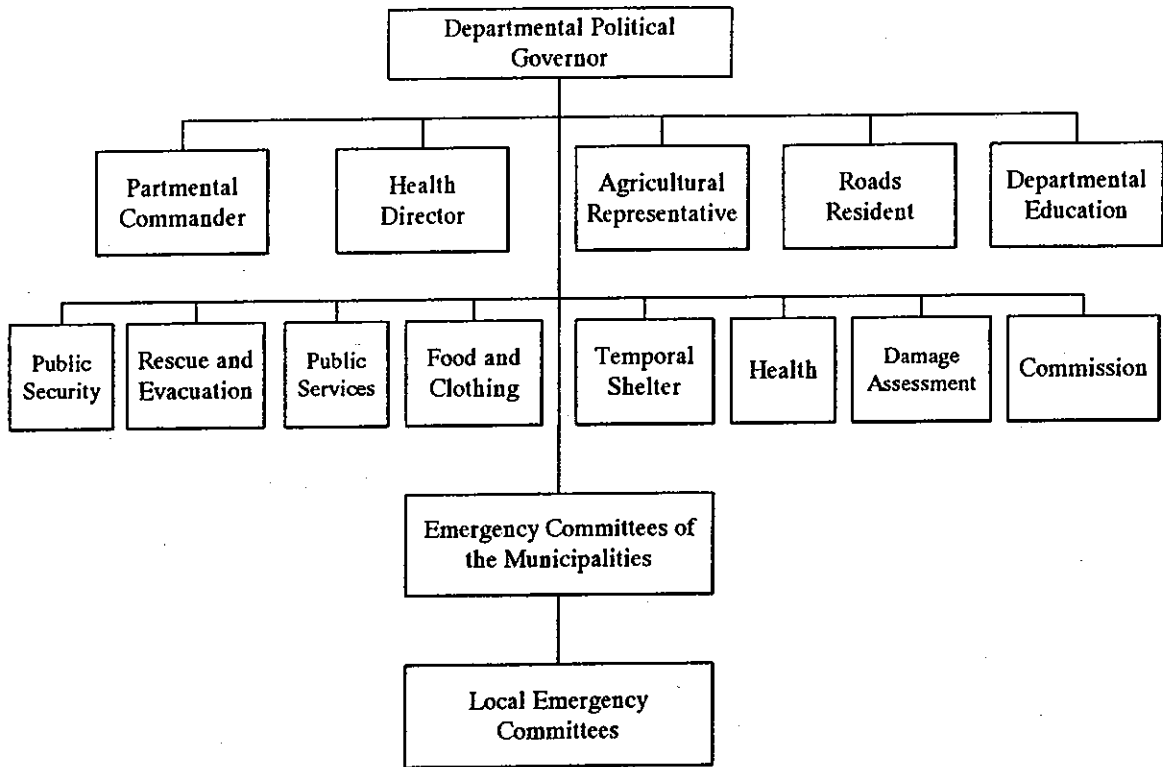 Departmental Political
Governor
Partmental
Commander
Health
Director
Agricultural
Representative
Roads
Resident
Departmental
Education
Public
Security
Rescue and
Evacuation
Public
Services
Food and
Clothing
Temporal
Shelter
Health
Damage
Assessment
Commission
Emergency Committees of
the Municipalities
Local Emergency
Committees